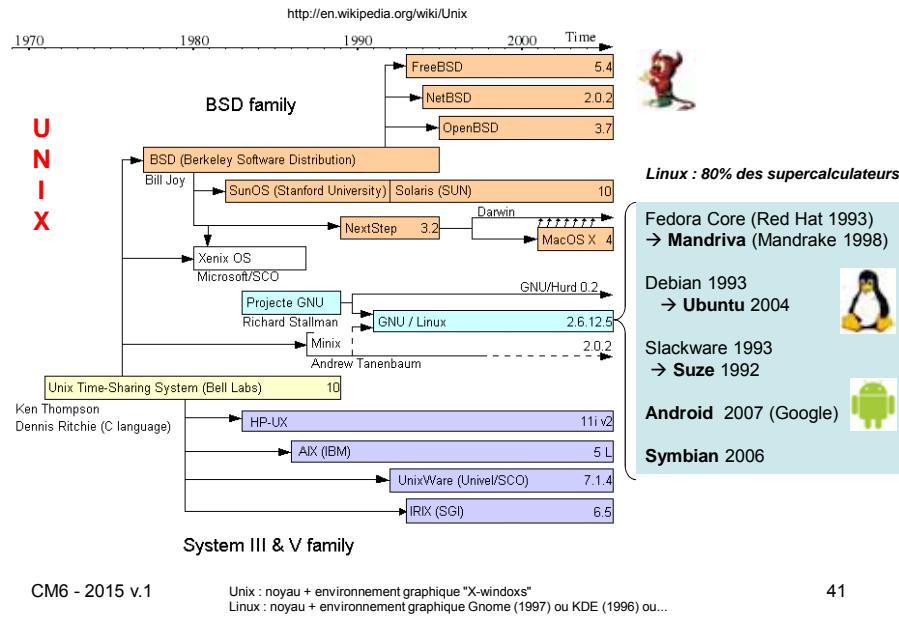 http://en.wikipedia.org/wiki/Unix
1970 1980 1990 2000 Time
FreeBSD 5.4
NetBSD 2.0.2
OpenBSD 3.7
BSD family
U
N
I
X
BSD (Berkeley Software Distribution)
Bill Joy
SunOS (Stanford University) Solaris (SUN) 10
Darwin
NextStep 3.2
MacOS X 4
Xenix OS
Microsoft/SCO
GNU/Hurd 0.2
Projecte GNU
Richard Stallman
GNU / Linux 2.6.12.5
Minix 2.0.2
Andrew Tanenbaum
Unix Time-Sharing System (Bell Labs) 10
Ken Thompson
Dennis Ritchie (C language)
HP-UX 11i v2
AIX (IBM) 5 L
UnixWare (Univel/SCO) 7.1.4
IRIX (SGI) 6.5
System III & V family
Linux : 80% des supercalculateurs
Fedora Core (Red Hat 1993)
→ Mandriva (Mandrake 1998)
Debian 1993
→ Ubuntu 2004
Slackware 1993
→ Suze 1992
Android 2007 (Google)
Symbian 2006
CM6 - 2015 v.1
Unix : noyau + environnement graphique "X-windoxs"
Linux : noyau + environnement graphique Gnome (1997) ou KDE (1996) ou...
41